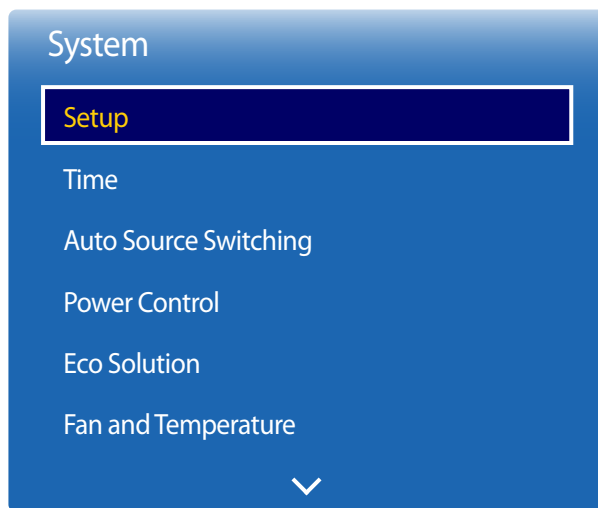 System
Setup
Time
Auto Source Switching
Power Control
Eco Solution
Fan and Temperature